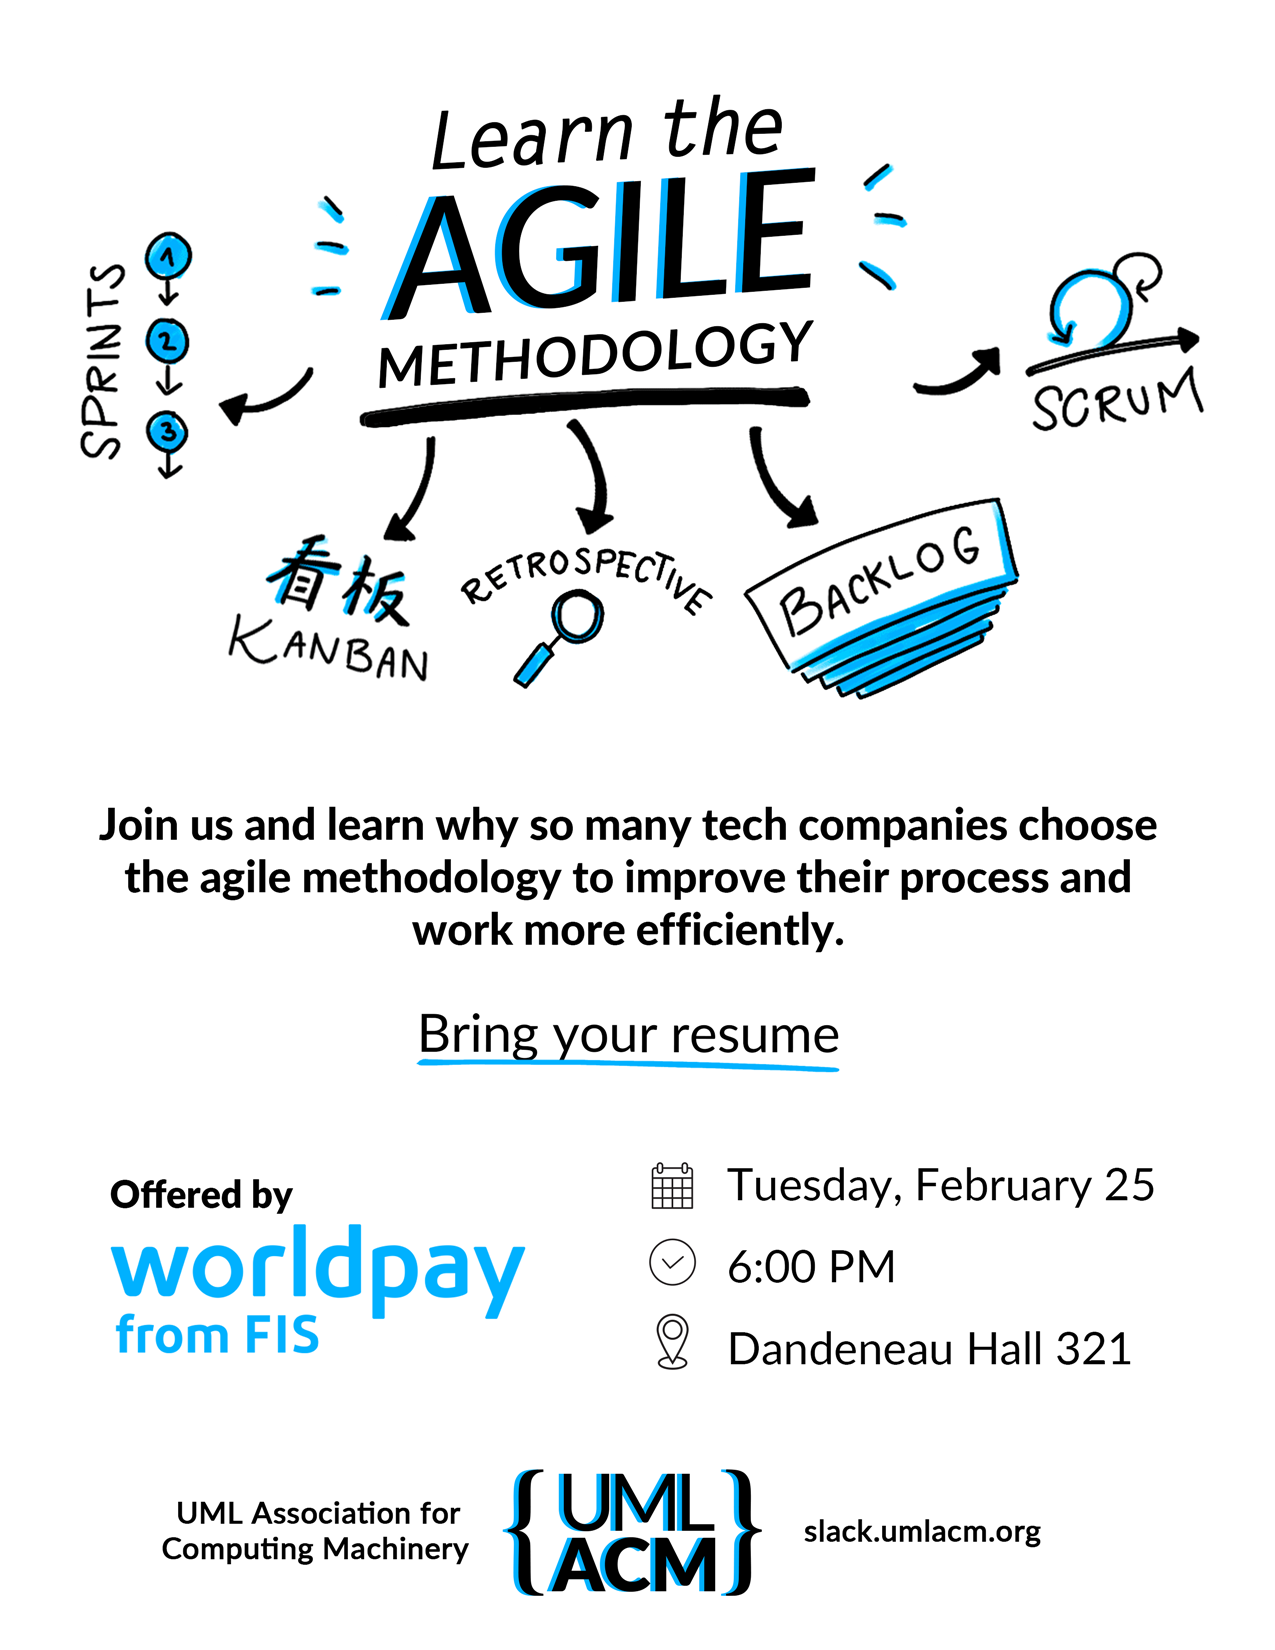 Learn the
AGILE
METHODOLOGY
SPRINTS
1
2
3
SCRUM
看板
KANBAN
RETROSPECTIVE
BACKLOG
Join us and learn why so many tech companies choose
the agile methodology to improve their process and
work more efficiently.
Bring your resume
Offered by
worldpay
from FIS
Tuesday, February 25
6:00 PM
Dandeneau Hall 321
UML Association for
Computing Machinery
{UML
ACM}
slack.umlacm.org